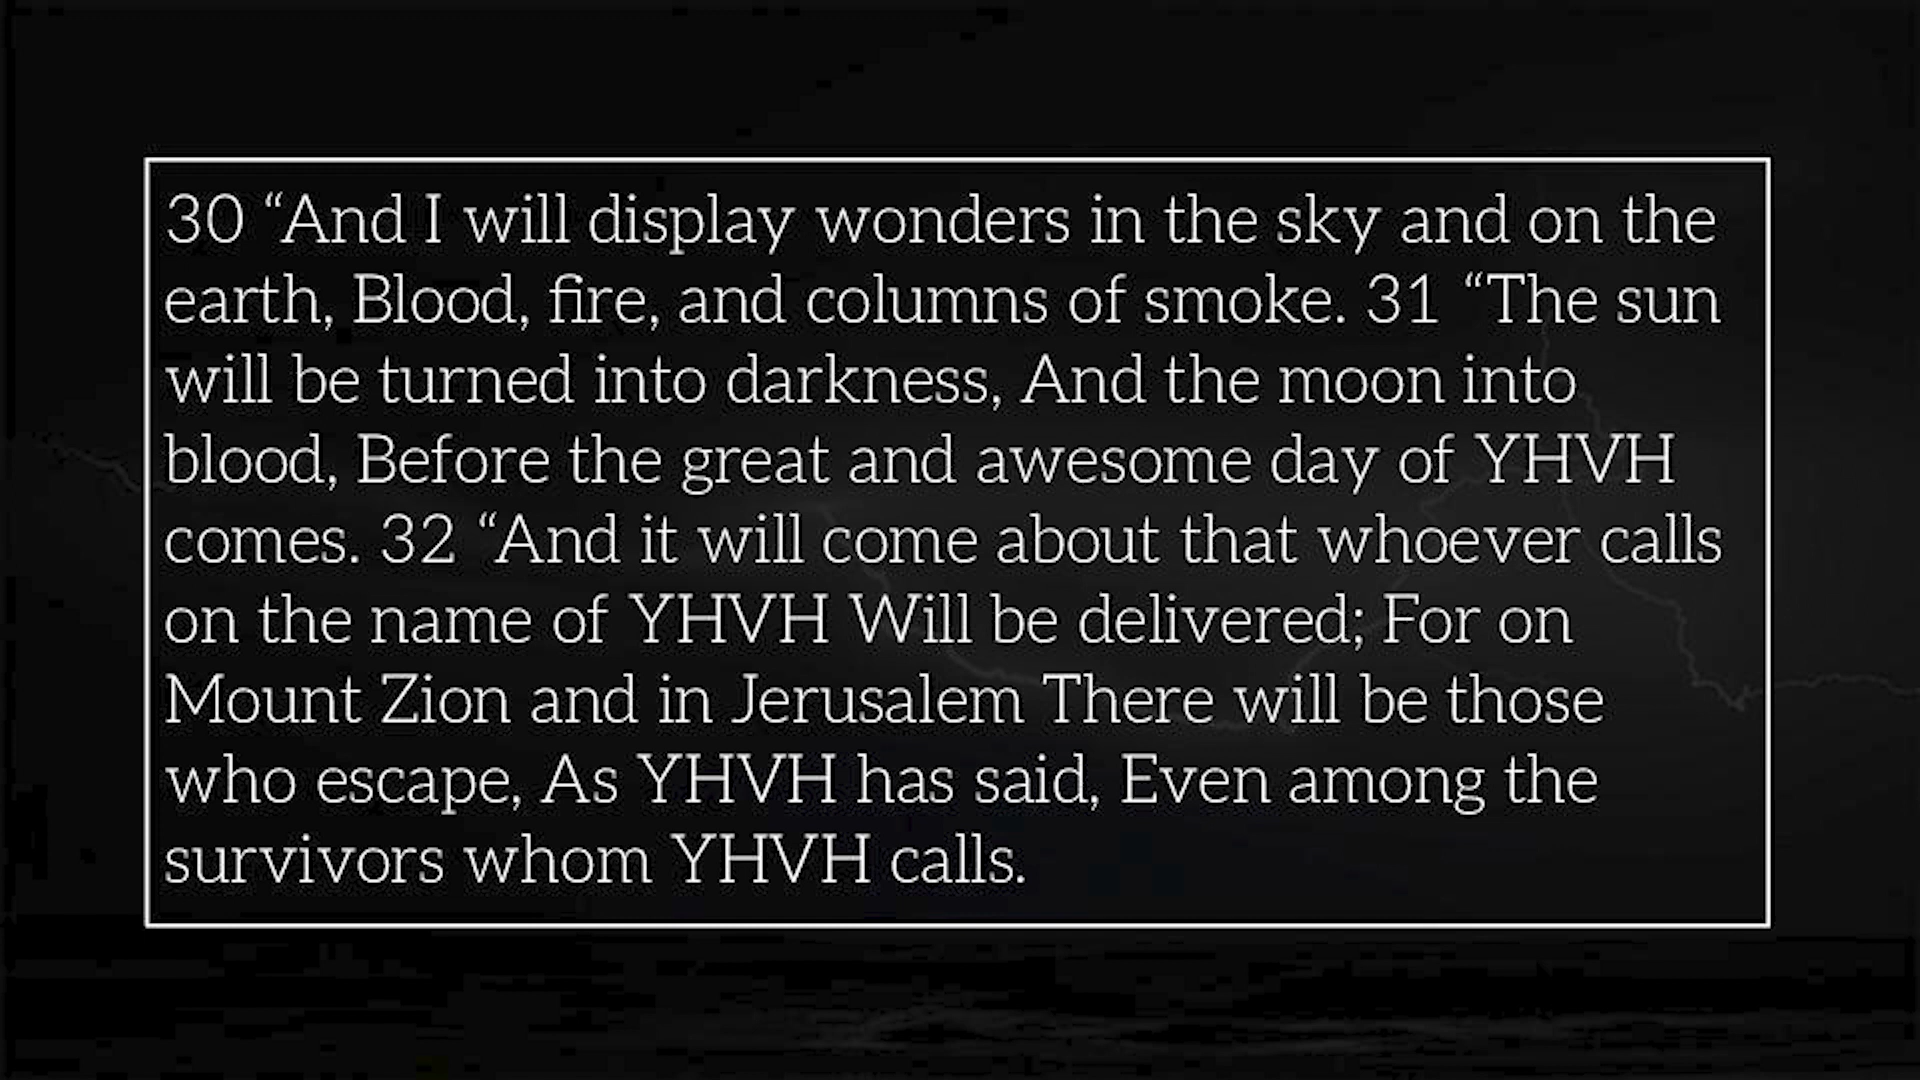 30 “And I will display wonders in the sky and on the
earth, Blood, fire, and columns of smoke. 31 “The sun
will be turned into darkness, And the moon into
blood, Before the great and awesome day of YHVH
comes. 32 “And it will come about that whoever calls
on the name of YHVH Will be delivered; For on
Mount Zion and in Jerusalem There will be those
who escape, As YHVH has said, Even among the
survivors whom YHVH calls.